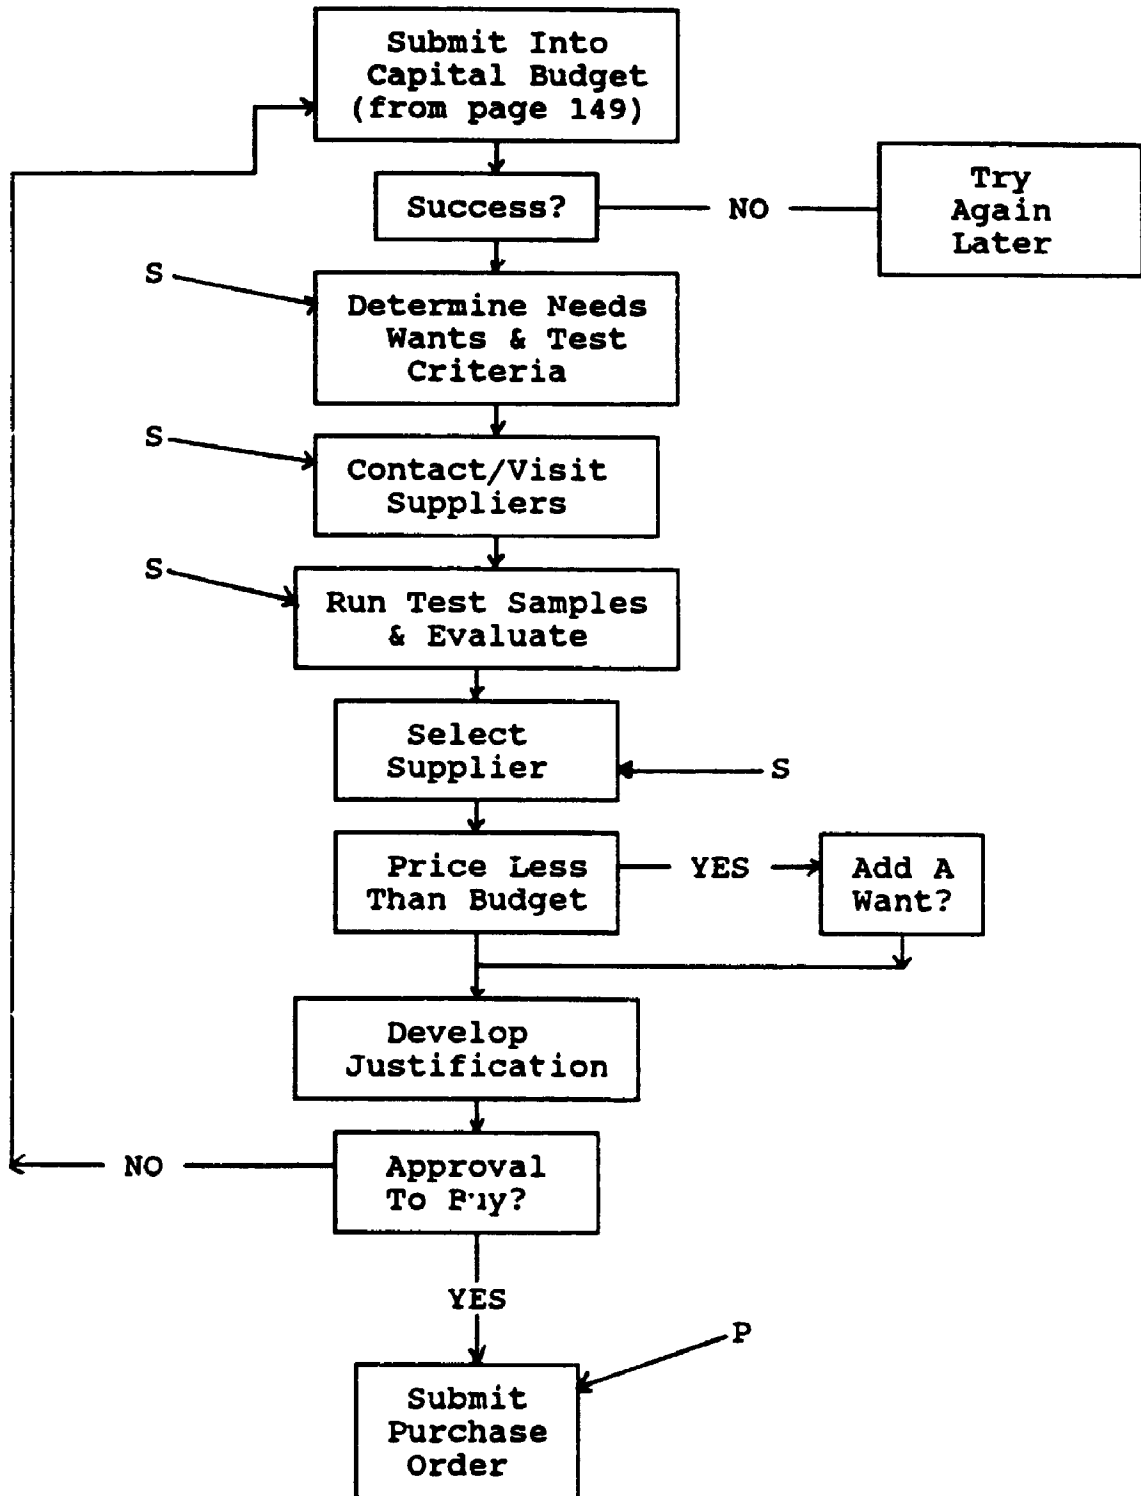 Submit Into
Capital Budget
(from page 149)
Success?
NO
Try
Again
Later
S
Determine Needs
Wants & Test
Criteria
S
Contact/Visit
Suppliers
S
Run Test Samples
& Evaluate
Select
Supplier
S
Price Less
Than Budget
YES
Add A
Want?
Develop
Justification
NO
Approval
To Buy?
YES
P
Submit
Purchase
Order